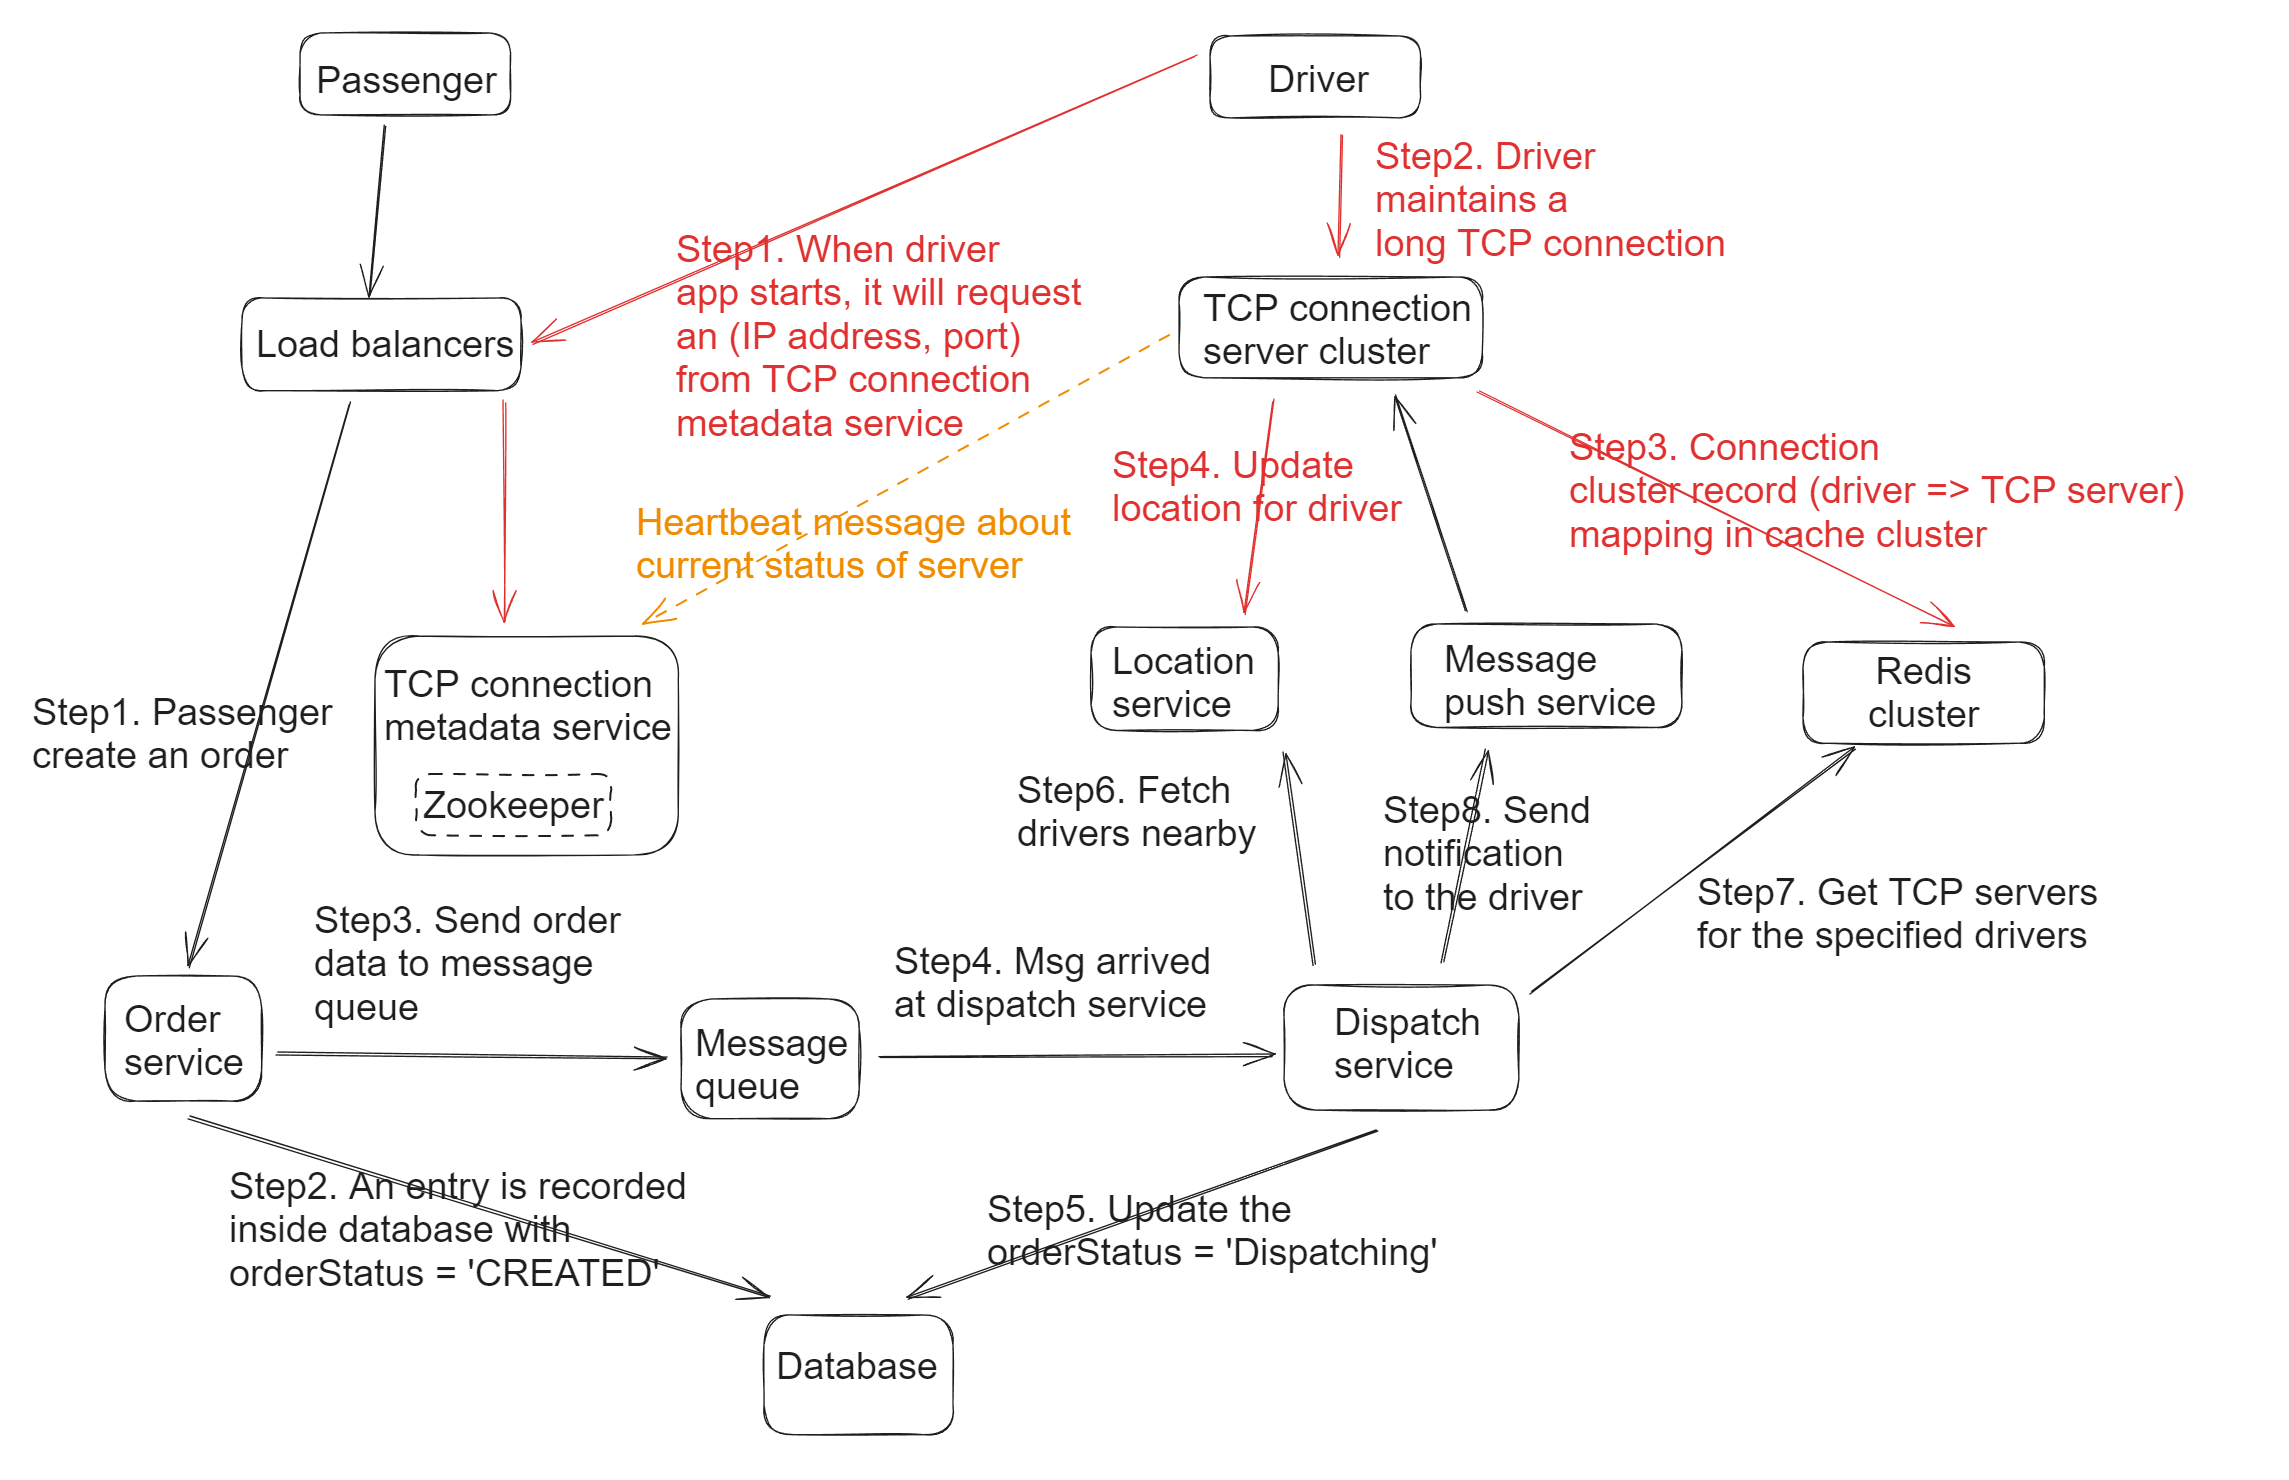 Passenger
Driver
Step2. Driver
maintains a
long TCP connection
Step1. When driver
app starts, it will request
an (IP address, port)
from TCP connection
metadata service
Load balancers
TCP connection
server cluster
Step4. Update
location for driver
Step3. Connection
cluster record (driver => TCP server)
mapping in cache cluster
Heartbeat message about
current status of server
TCP connection
metadata service
Zookeeper
Location
service
Message
push service
Redis
cluster
Step1. Passenger
create an order
Step6. Fetch
drivers nearby
Step8. Send
notification
to the driver
Step7. Get TCP servers
for the specified drivers
Step3. Send order
data to message
queue
Step4. Msg arrived
at dispatch service
Order
service
Message
queue
Dispatch
service
Step2. An entry is recorded
inside database with
orderStatus = 'CREATED'
Step5. Update the
orderStatus = 'Dispatching'
Database